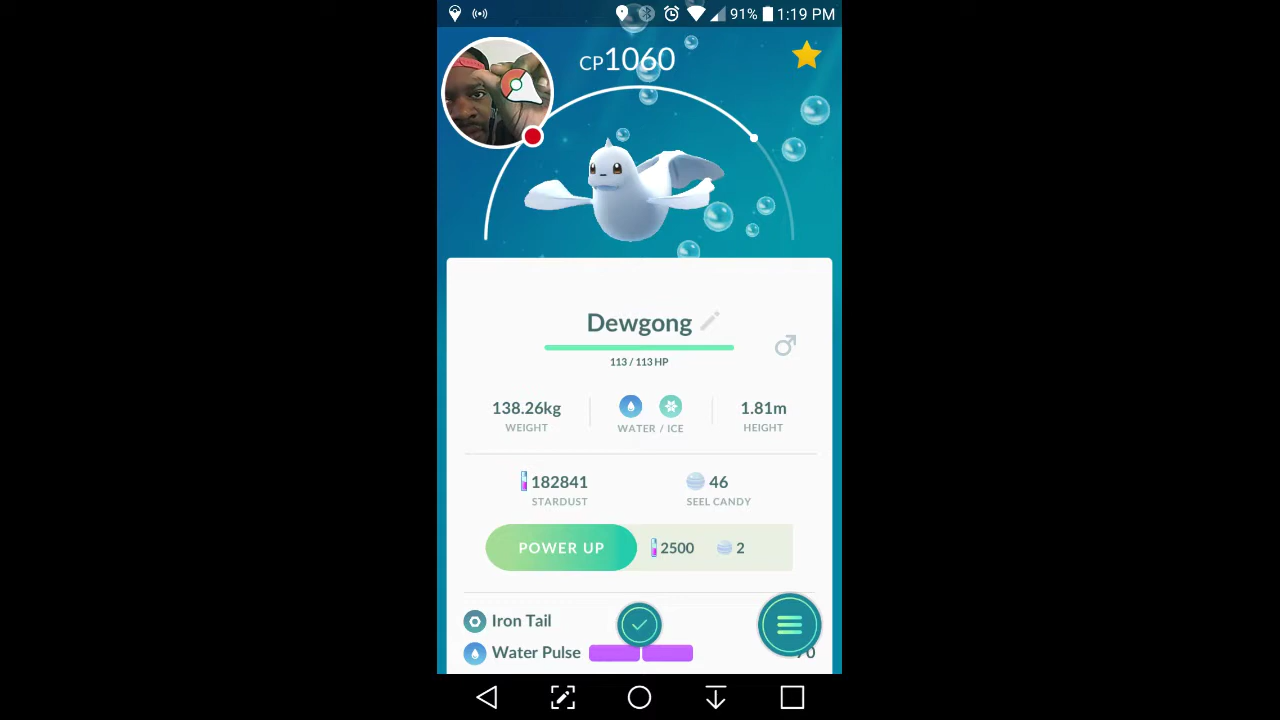 91% 1:19 PM
CP1060
Dewgong
113 / 113 HP
138.26kg
WEIGHT
WATER / ICE
1.81m
HEIGHT
182841
STARDUST
46
SEEL CANDY
POWER UP 2500 2
Iron Tail
Water Pulse